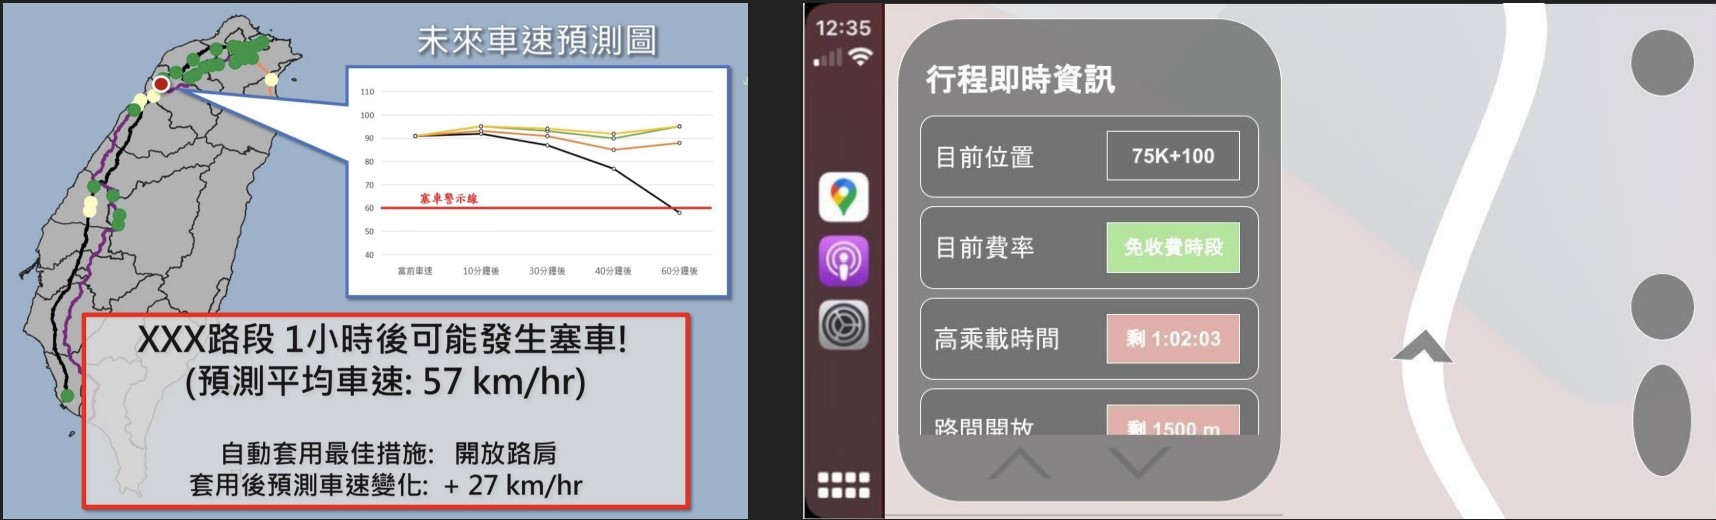 未來車速預測圖
110
100
90
80
70
塞車警示線
60
50
40
當前車速 10分鐘後 30分鐘後 40分鐘後 60分鐘後
XXX路段 1小時後可能發生塞車!
(預測平均車速: 57 km/hr)
自動套用最佳措施: 開放路肩
套用後預測車速變化: + 27 km/hr
12:35
行程即時資訊
目前位置 75K+100
目前費率 免收費時段
高乘載時間 剩 1:02:03
路間開放 剩 1500 m